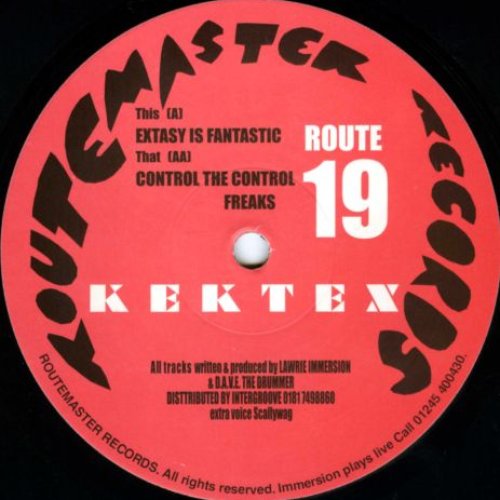 ROUTEMASTER RECORDS
This (A)
EXTASY IS FANTASTIC
That (AA)
CONTROL THE CONTROL
FREAKS
ROUTE
19
KEKTEX
All tracks written & produced by LAWRIE IMMERSION
& D.A.V.E. THE DRUMMER
DISTTRIBUTED BY INTERGROOVE 0181 7498860
extra voice Scallywag
ROUTEMASTER RECORDS. All rights reserved. Immersion plays live Call 01245 400430.